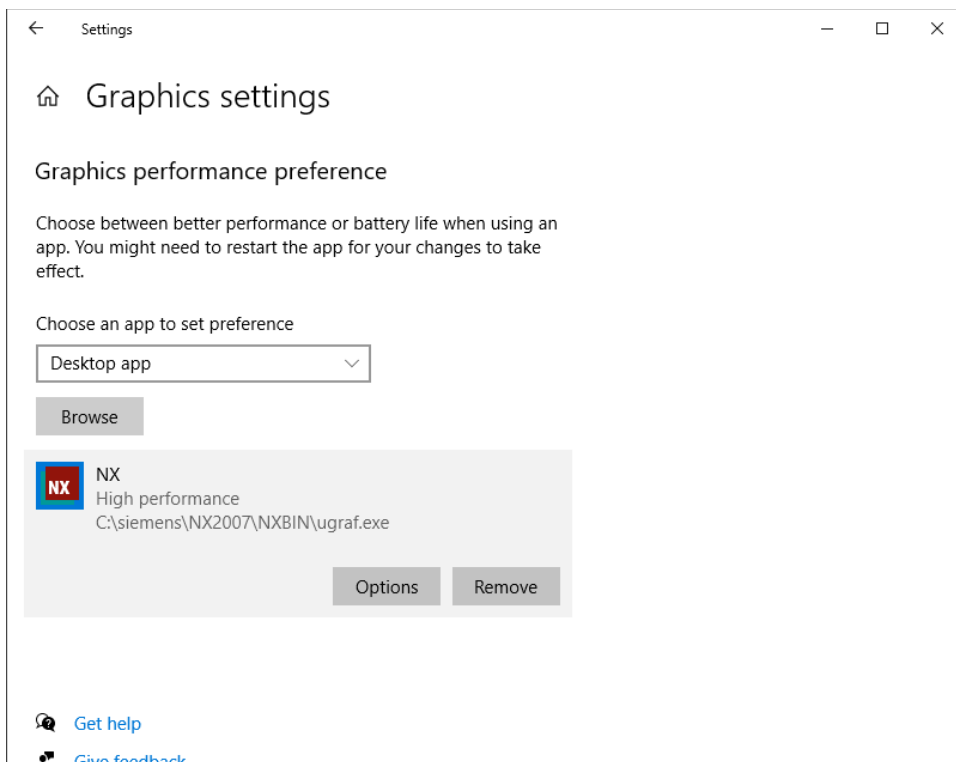 Settings
Graphics settings
Graphics performance preference
Choose between better performance or battery life when using an
app. You might need to restart the app for your changes to take
effect.
Choose an app to set preference
Desktop app
Browse
NX
NX
High performance
C:\siemens\NX2007\NXBIN\ugraf.exe
Options
Remove
Get help
Give feedback